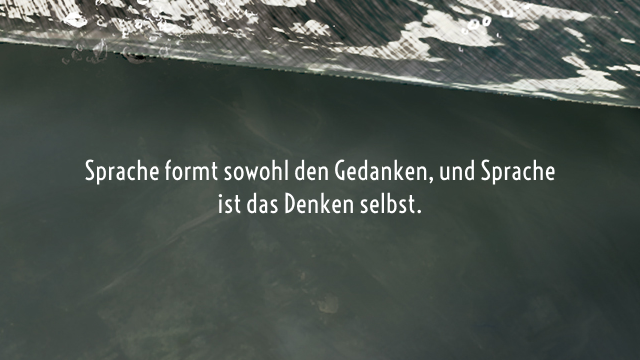 Sprache formt sowohl den Gedanken, und Sprache
ist das Denken selbst.